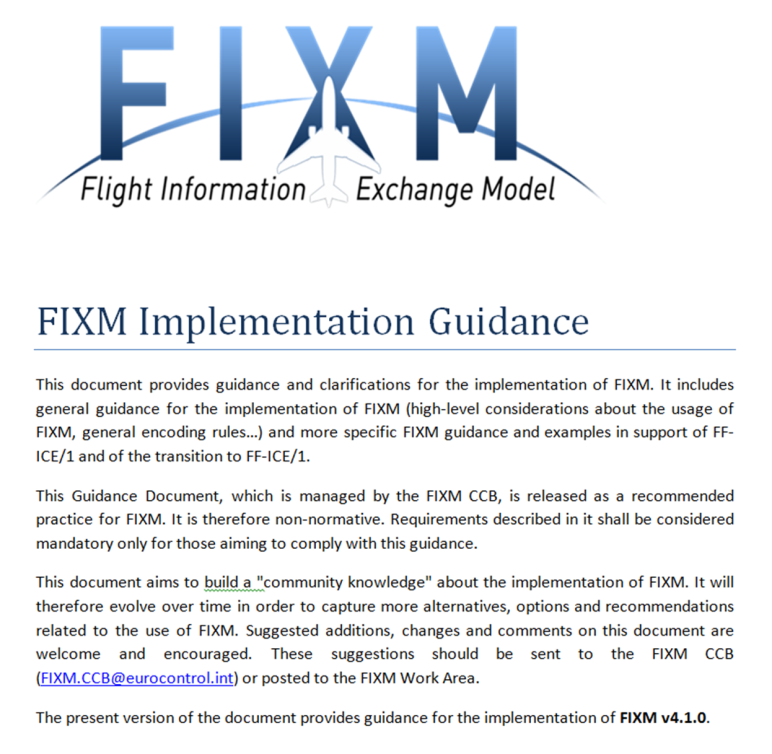 FIXM
Flight Information Exchange Model
FIXM Implementation Guidance
This document provides guidance and clarifications for the implementation of FIXM. It includes
general guidance for the implementation of FIXM (high-level considerations about the usage of
FIXM, general encoding rules...) and more specific FIXM guidance and examples in support of FF-
ICE/1 and of the transition to FF-ICE/1.
This Guidance Document, which is managed by the FIXM CCB, is released as a recommended
practice for FIXM. It is therefore non-normative. Requirements described in it shall be considered
mandatory only for those aiming to comply with this guidance.
This document aims to build a "community knowledge" about the implementation of FIXM. It will
therefore evolve over time in order to capture more alternatives, options and recommendations
related to the use of FIXM. Suggested additions, changes and comments on this document are
welcome and encouraged. These suggestions should be sent to the FIXM CCB
(FIXM.CCB@eurocontrol.int) or posted to the FIXM Work Area.
The present version of the document provides guidance for the implementation of FIXM v4.1.0.